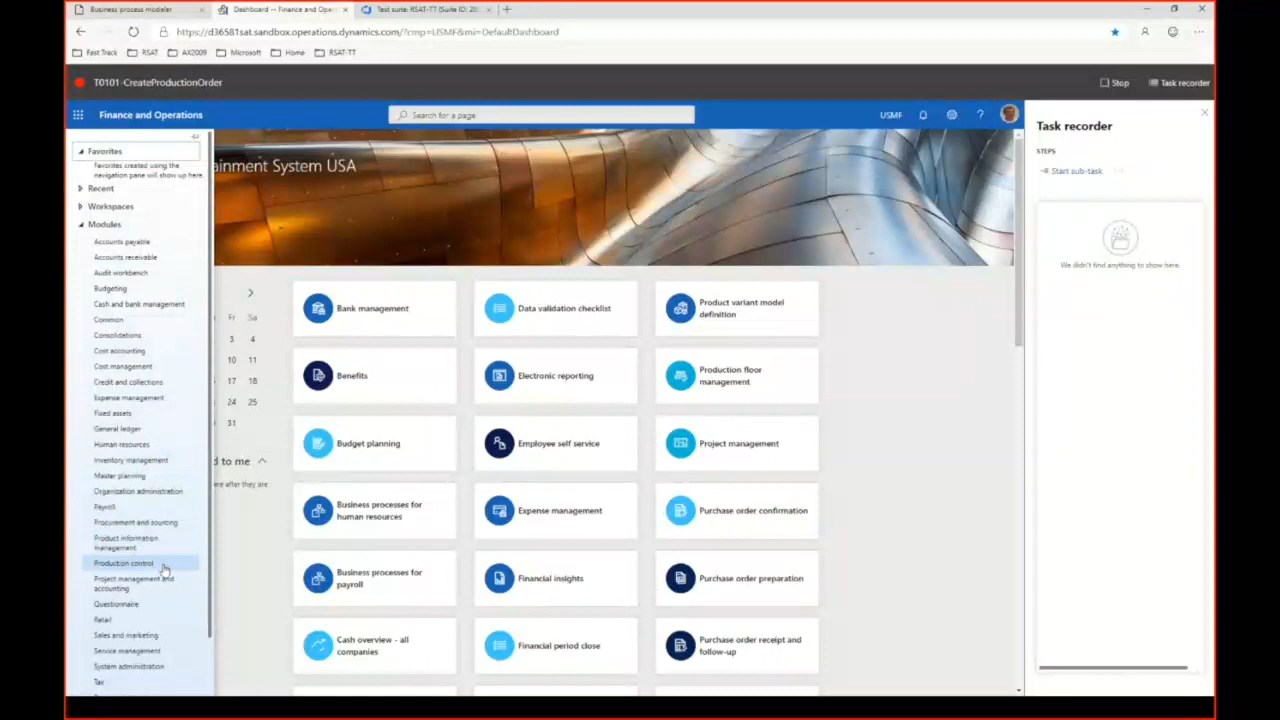 Business process modeler
Dashboard -- Finance and Oper
Test suite: RSAT-TT (Suite ID: 20
https://d36581sat.sandbox.operations.dynamics.com/?cmp=USMF&mi=DefaultDashboard
Fast Track
RSAT
AX2009
Microsoft
Home
RSAT-TT
T0101-CreateProductionOrder
Stop
Task recorder
Finance and Operations
Search for a page
USMF
?
Favorites
Favorites created using the
navigation pane will show up here.
Recent
Workspaces
Modules
Accounts payable
Accounts receivable
Audit workbench
Budgeting
Cash and bank management
Common
Consolidations
Cost accounting
Cost management
Credit and collections
Expense management
Fixed assets
General ledger
Human resources
Inventory management
Master planning
Organization administration
Payroll
Procurement and sourcing
Product information
management
Production control
Project management and
accounting
Questionnaire
Retail
Sales and marketing
Service management
System administration
Tax
ainment System USA
Fr Sa
3 4
10 11
17 18
24 25
31
d to me
ere after they are
Bank management
Data validation checklist
Product variant model
definition
Benefits
Electronic reporting
Production floor
management
Budget planning
Employee self service
Project management
Business processes for
human resources
Expense management
Purchase order confirmation
Business processes for
payroll
Financial insights
Purchase order preparation
Cash overview - all
companies
Financial period close
Purchase order receipt and
follow-up
Task recorder
STEPS
Start sub-task
We didn't find anything to show here.